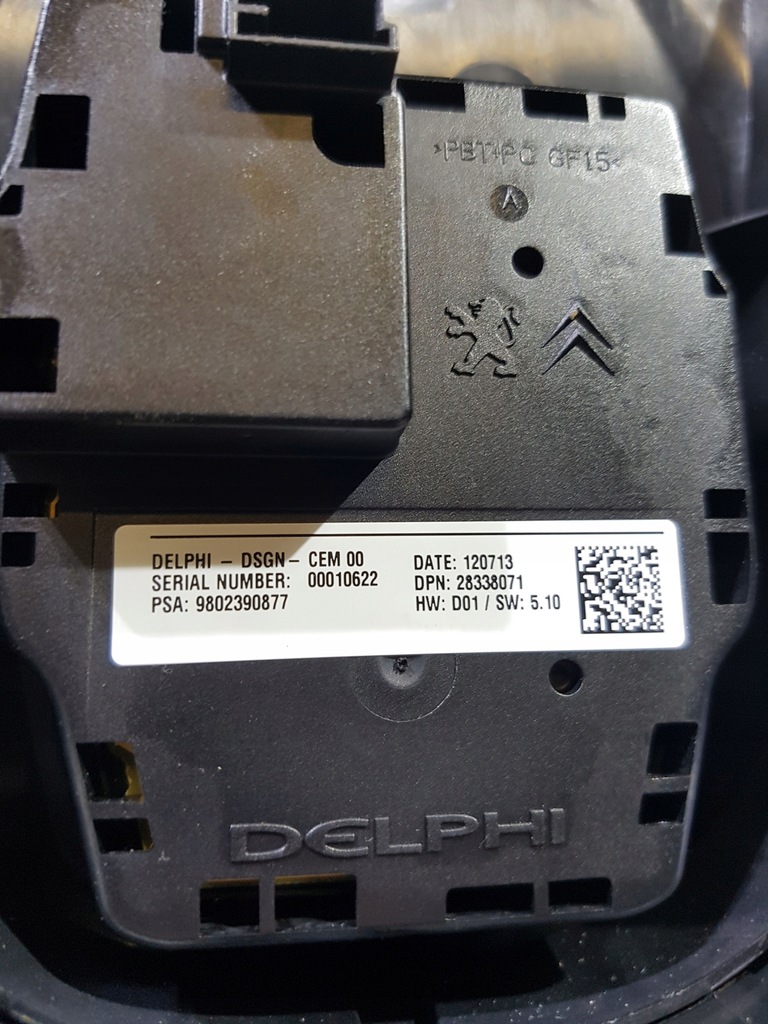 >PBT+PC GF15<
A
DELPHI - DSGN - CEM 00
SERIAL NUMBER: 00010622
PSA: 9802390877
DATE: 120713
DPN: 28338071
HW: D01 / SW: 5.10
DELPHI